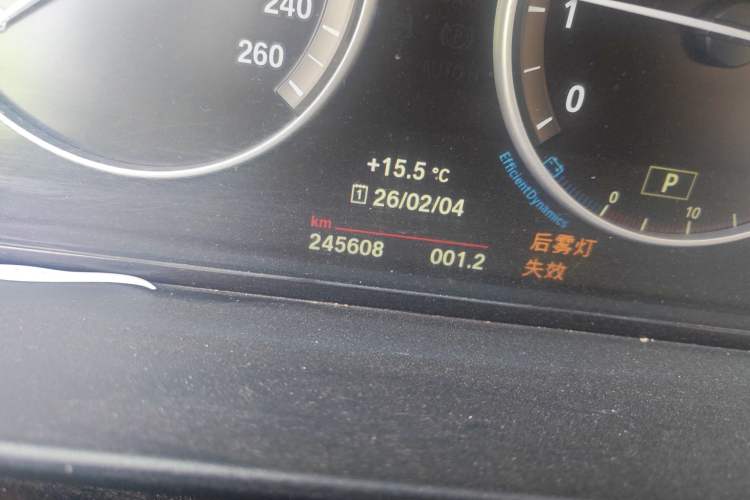 240
260
1
0
+15.5 °C
1 26/02/04
km
245608 001.2
EfficientDynamics
0
10
P
后雾灯
失效